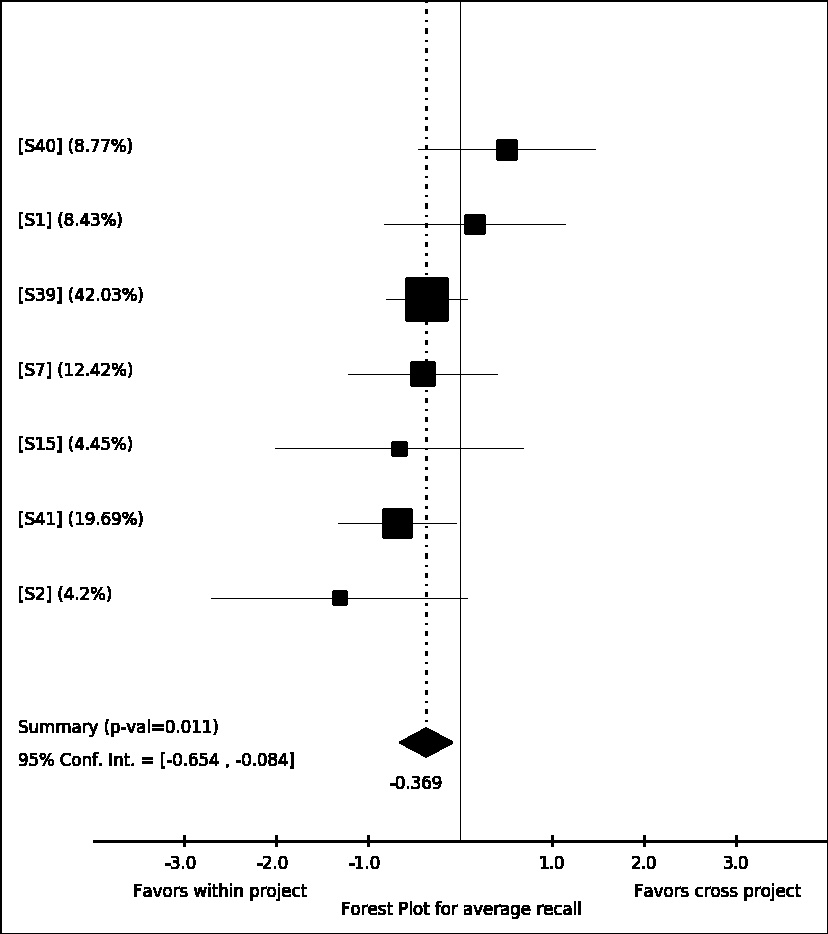 [S40] (8.77%)
[S1] (8.43%)
[S39] (42.03%)
[S7] (12.42%)
[S15] (4.45%)
[S41] (19.69%)
[S2] (4.2%)
Summary (p-val=0.011)
95% Conf. Int. = [-0.654 , -0.084]
-0.369
-3.0 -2.0 -1.0 1.0 2.0 3.0
Favors within project Favors cross project
Forest Plot for average recall